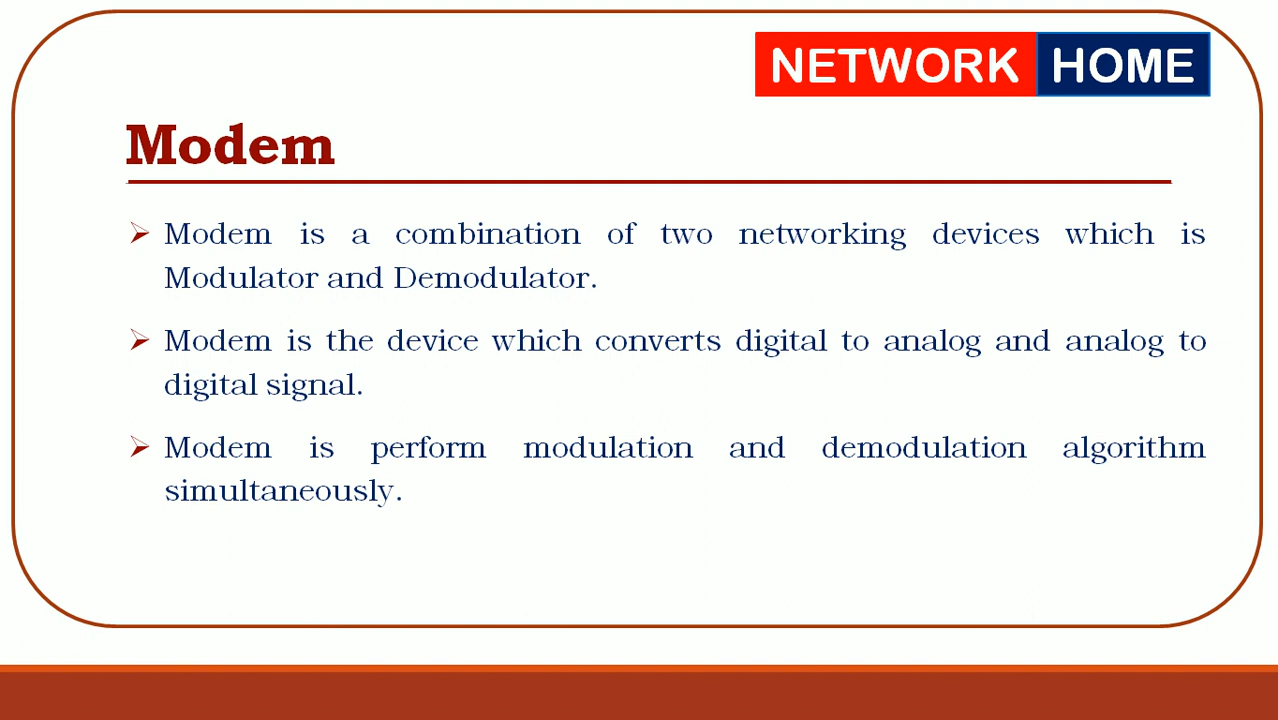 NETWORK HOME
Modem
Modem is a combination of two networking devices which is
Modulator and Demodulator.
Modem is the device which converts digital to analog and analog to
digital signal.
Modem is perform modulation and demodulation algorithm
simultaneously.